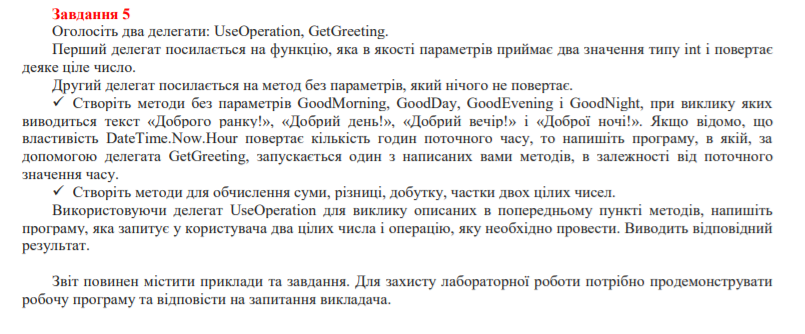 Завдання 5
Оголосіть два делегати: UseOperation, GetGreeting.
Перший делегат посилається на функцію, яка в якості параметрів приймає два значення типу int і повертає
деяке ціле число.
Другий делегат посилається на метод без параметрів, який нічого не повертає.
✓ Створіть методи без параметрів GoodMorning, GoodDay, GoodEvening і GoodNight, при виклику яких
виводиться текст «Доброго ранку!», «Добрий день!», «Добрий вечір!» і «Доброї ночі!». Якщо відомо, що
властивість DateTime.Now.Hour повертає кількість годин поточного часу, то напишіть програму, в якій, за
допомогою делегата GetGreeting, запускається один з написаних вами методів, в залежності від поточного
значення часу.
✓ Створіть методи для обчислення суми, різниці, добутку, частки двох цілих чисел.
Використовуючи делегат UseOperation для виклику описаних в попередньому пункті методів, напишіть
програму, яка запитує у користувача два цілих числа і операцію, яку необхідно провести. Виводить відповідний
результат.
Звіт повинен містити приклади та завдання. Для захисту лабораторної роботи потрібно продемонструвати
робочу програму та відповісти на запитання викладача.